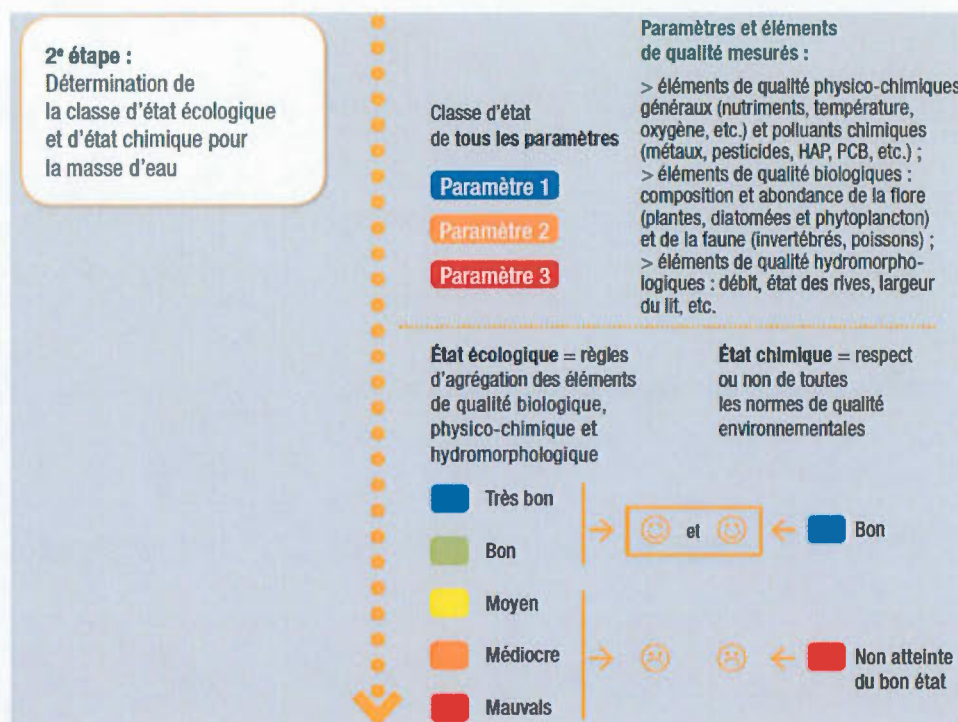 2e étape :
Détermination de
la classe d'état écologique
et d'état chimique pour
la masse d'eau
Classe d'état
de tous les paramètres
Paramètre 1
Paramètre 2
Paramètre 3
Paramètres et éléments
de qualité mesurés :
> éléments de qualité physico-chimiques
généraux (nutriments, température,
oxygène, etc.) et polluants chimiques
(métaux, pesticides, HAP, PCB, etc.) ;
> éléments de qualité biologiques :
composition et abondance de la flore
(plantes, diatomées et phytoplancton)
et de la faune (invertébrés, poissons) ;
> éléments de qualité hydromorpho-
logiques : débit, état des rives, largeur
du lit, etc.
État écologique = règles
d'agrégation des éléments
de qualité biologique,
physico-chimique et
hydromorphologique
État chimique = respect
ou non de toutes
les normes de qualité
environnementales
Très bon
Bon
Moyen
Médiocre
Mauvais
et
Bon
Non atteinte
du bon état